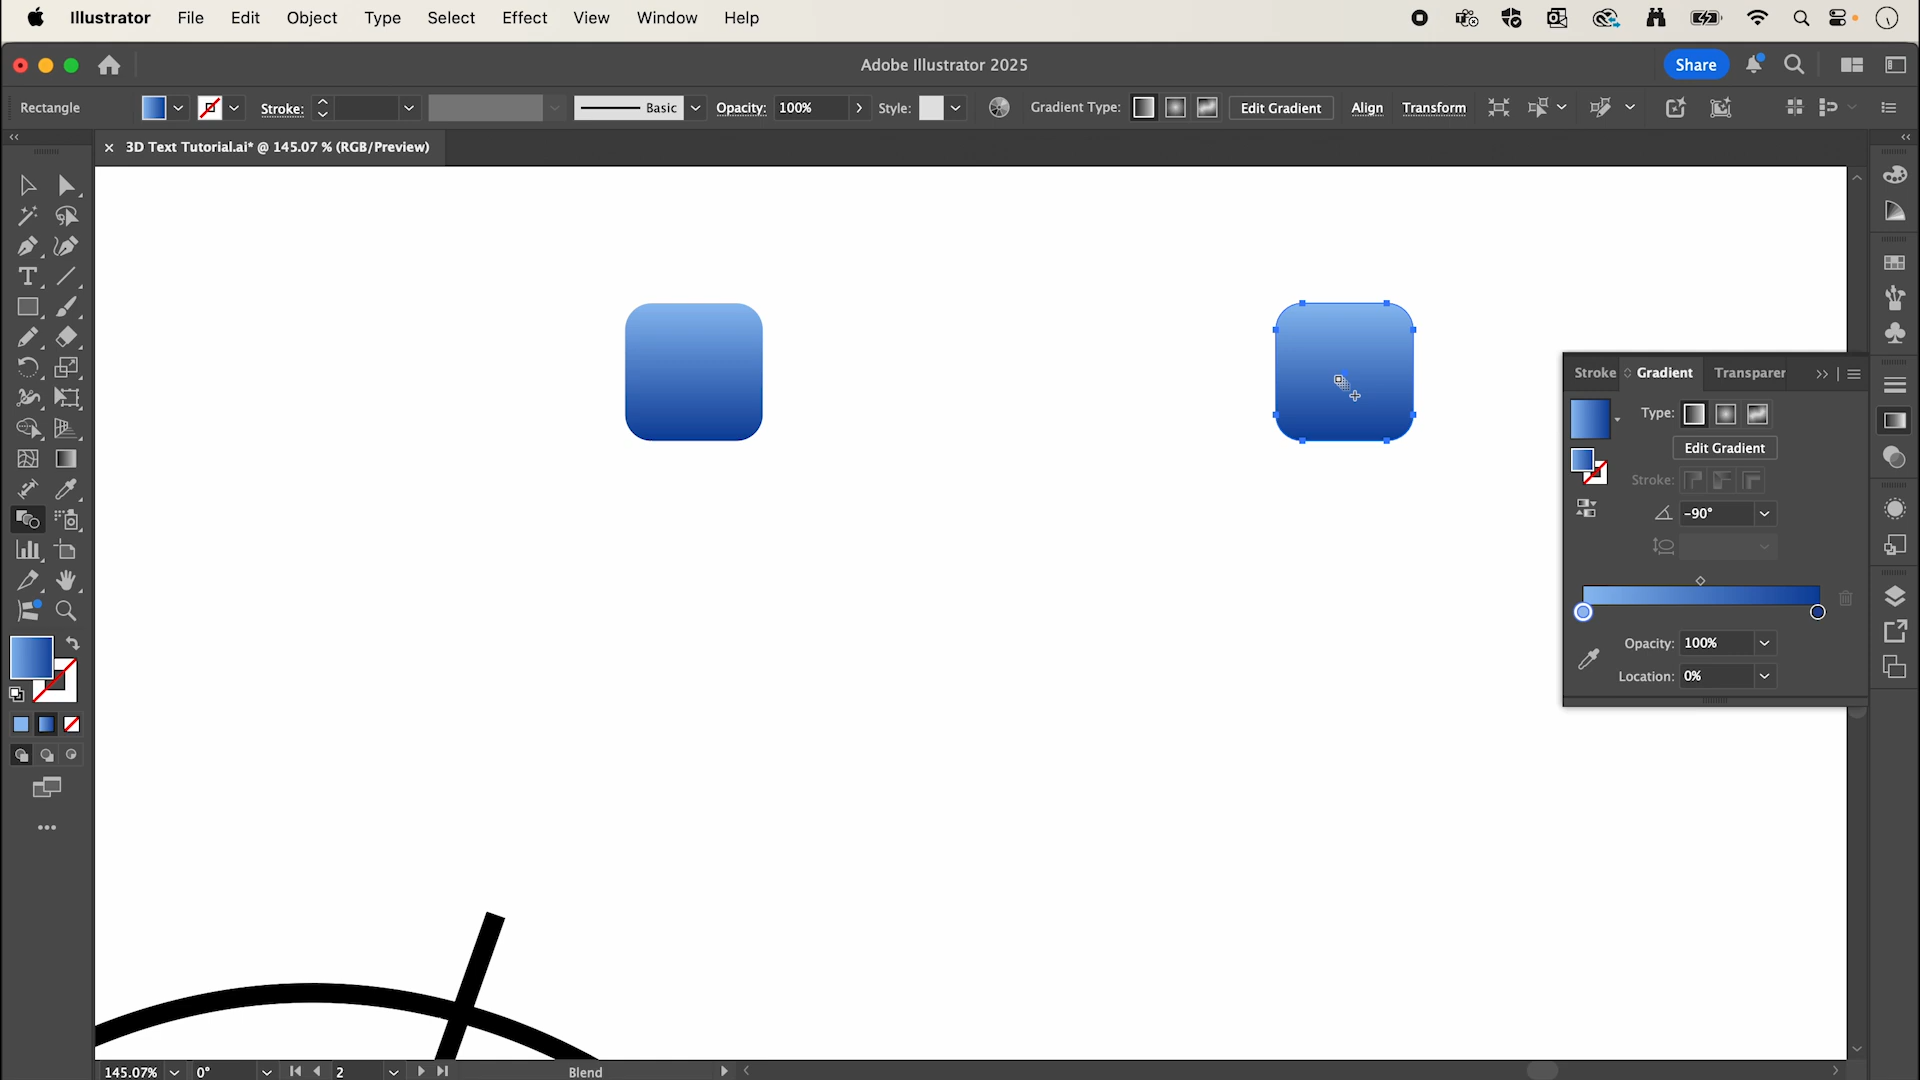 Illustrator File Edit Object Type Select Effect View Window Help
Adobe Illustrator 2025
Share
Rectangle Stroke: Basic Opacity: 100% Style: Gradient Type: Edit Gradient Align Transform
3D Text Tutorial.ai* @ 145.07 % (RGB/Preview)
Stroke Gradient Transparer
Type:
Edit Gradient
Stroke:
-90°
Opacity: 100%
Location: 0%
145.07% 0° 2 Blend